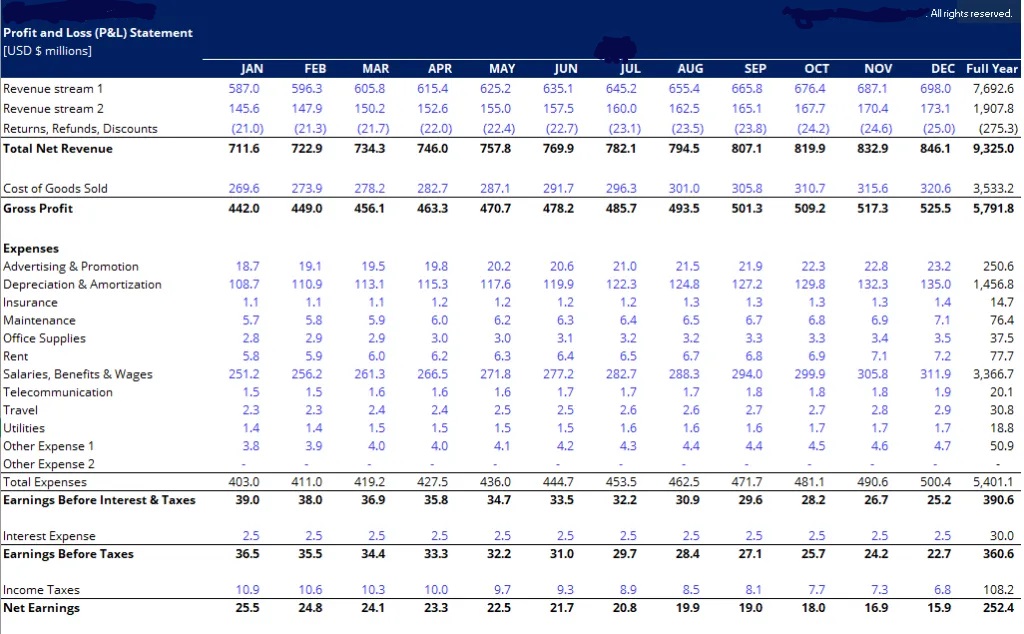 . All rights reserved.
Profit and Loss (P&L) Statement
[USD $ millions]
JAN FEB MAR APR MAY JUN JUL AUG SEP OCT NOV DEC Full Year
Revenue stream 1 587.0 596.3 605.8 615.4 625.2 635.1 645.2 655.4 665.8 676.4 687.1 698.0 7,692.6
Revenue stream 2 145.6 147.9 150.2 152.6 155.0 157.5 160.0 162.5 165.1 167.7 170.4 173.1 1,907.8
Returns, Refunds, Discounts (21.0) (21.3) (21.7) (22.0) (22.4) (22.7) (23.1) (23.5) (23.8) (24.2) (24.6) (25.0) (275.3)
Total Net Revenue 711.6 722.9 734.3 746.0 757.8 769.9 782.1 794.5 807.1 819.9 832.9 846.1 9,325.0
Cost of Goods Sold 269.6 273.9 278.2 282.7 287.1 291.7 296.3 301.0 305.8 310.7 315.6 320.6 3,533.2
Gross Profit 442.0 449.0 456.1 463.3 470.7 478.2 485.7 493.5 501.3 509.2 517.3 525.5 5,791.8
Expenses
Advertising & Promotion 18.7 19.1 19.5 19.8 20.2 20.6 21.0 21.5 21.9 22.3 22.8 23.2 250.6
Depreciation & Amortization 108.7 110.9 113.1 115.3 117.6 119.9 122.3 124.8 127.2 129.8 132.3 135.0 1,456.8
Insurance 1.1 1.1 1.1 1.2 1.2 1.2 1.2 1.3 1.3 1.3 1.3 1.4 14.7
Maintenance 5.7 5.8 5.9 6.0 6.2 6.3 6.4 6.5 6.7 6.8 6.9 7.1 76.4
Office Supplies 2.8 2.9 2.9 3.0 3.0 3.1 3.2 3.2 3.3 3.3 3.4 3.5 37.5
Rent 5.8 5.9 6.0 6.2 6.3 6.4 6.5 6.7 6.8 6.9 7.1 7.2 77.7
Salaries, Benefits & Wages 251.2 256.2 261.3 266.5 271.8 277.2 282.7 288.3 294.0 299.9 305.8 311.9 3,366.7
Telecommunication 1.5 1.5 1.6 1.6 1.6 1.7 1.7 1.7 1.8 1.8 1.8 1.9 20.1
Travel 2.3 2.3 2.4 2.4 2.5 2.5 2.6 2.6 2.7 2.7 2.8 2.9 30.8
Utilities 1.4 1.4 1.5 1.5 1.5 1.5 1.6 1.6 1.6 1.7 1.7 1.7 18.8
Other Expense 1 3.8 3.9 4.0 4.0 4.1 4.2 4.3 4.4 4.4 4.5 4.6 4.7 50.9
Other Expense 2 - - - - - - - - - - - - -
Total Expenses 403.0 411.0 419.2 427.5 436.0 444.7 453.5 462.5 471.7 481.1 490.6 500.4 5,401.1
Earnings Before Interest & Taxes 39.0 38.0 36.9 35.8 34.7 33.5 32.2 30.9 29.6 28.2 26.7 25.2 390.6
Interest Expense 2.5 2.5 2.5 2.5 2.5 2.5 2.5 2.5 2.5 2.5 2.5 2.5 30.0
Earnings Before Taxes 36.5 35.5 34.4 33.3 32.2 31.0 29.7 28.4 27.1 25.7 24.2 22.7 360.6
Income Taxes 10.9 10.6 10.3 10.0 9.7 9.3 8.9 8.5 8.1 7.7 7.3 6.8 108.2
Net Earnings 25.5 24.8 24.1 23.3 22.5 21.7 20.8 19.9 19.0 18.0 16.9 15.9 252.4